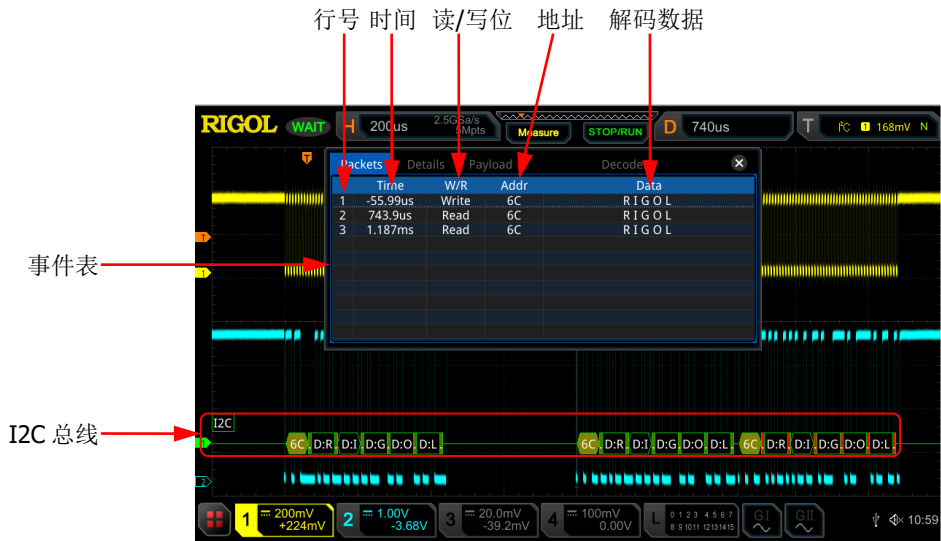 行号 时间 读/写位 地址 解码数据
RIGOL WAIT H 200us 2.5GSa/s 5Mpts Measure STOP/RUN D 740us T I²C 1 168mV N
T
Packets Details Payload Decode
Time W/R Addr Data
1 -55.99us Write 6C R I G O L
2 743.9us Read 6C R I G O L
3 1.187ms Read 6C R I G O L
T
事件表
1
I2C
I2C 总线
6C D:R D:I D:G D:O D:L 6C D:R D:I D:G D:O D:L 6C D:R D:I D:G D:O D:L
2
1 200mV +224mV 2 1.00V -3.68V 3 20.0mV -39.2mV 4 100mV 0.00V L 0 1 2 3 4 5 6 7 8 9 10 11 12 13 14 15 GI GII 10:59